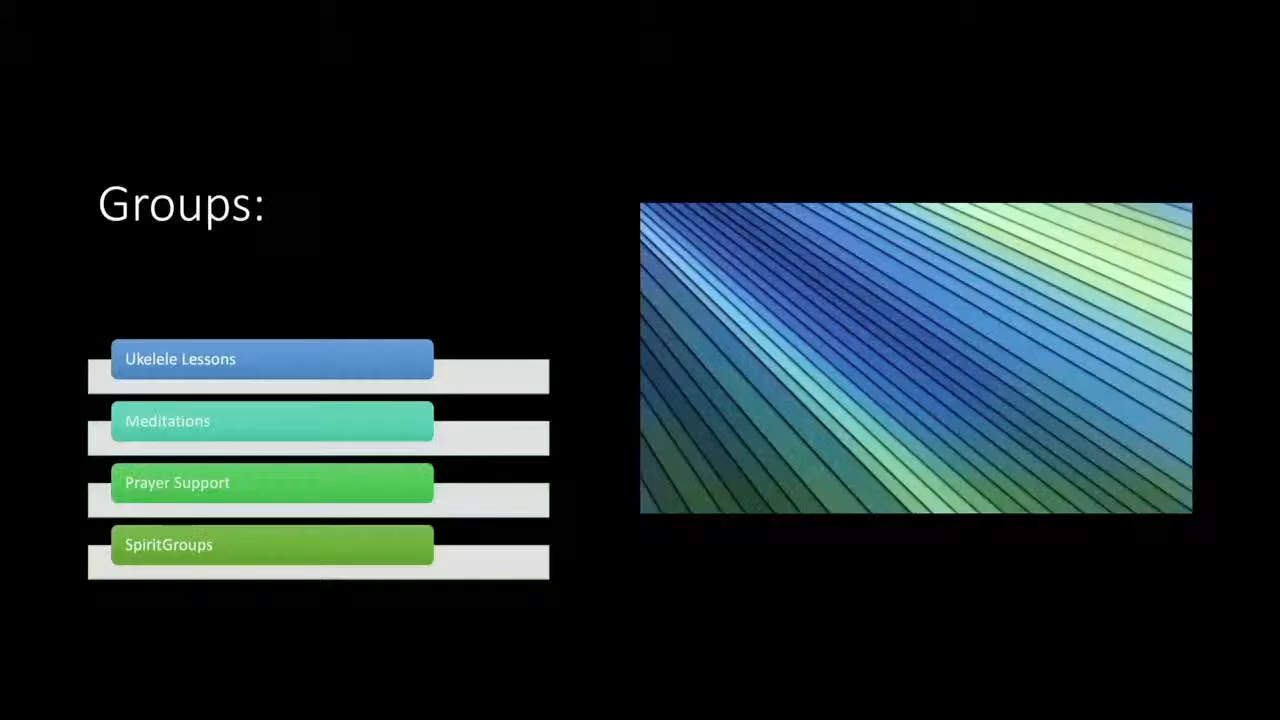 Groups:
Ukelele Lessons
Meditations
Prayer Support
SpiritGroups